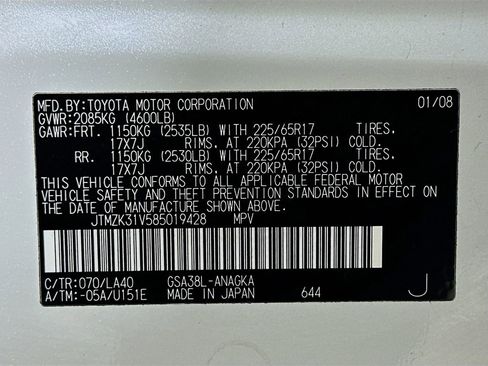 MFD.BY:TOYOTA MOTOR CORPORATION 01/08
GVWR:2085KG (4600LB)
GAWR:FRT. 1150KG (2535LB) WITH 225/65R17 TIRES,
17X7J RIMS, AT 220KPA (32PSI) COLD.
RR. 1150KG (2530LB) WITH 225/65R17 TIRES,
17X7J RIMS, AT 220KPA (32PSI) COLD.
THIS VEHICLE CONFORMS TO ALL APPLICABLE FEDERAL MOTOR
VEHICLE SAFETY AND THEFT PREVENTION STANDARDS IN EFFECT ON
THE DATE OF MANUFACTURE SHOWN ABOVE.
JTMZK31V585019428 MPV
C/TR:070/LA40 GSA38L-ANAGKA
A/TM:-05A/U151E MADE IN JAPAN 644 J